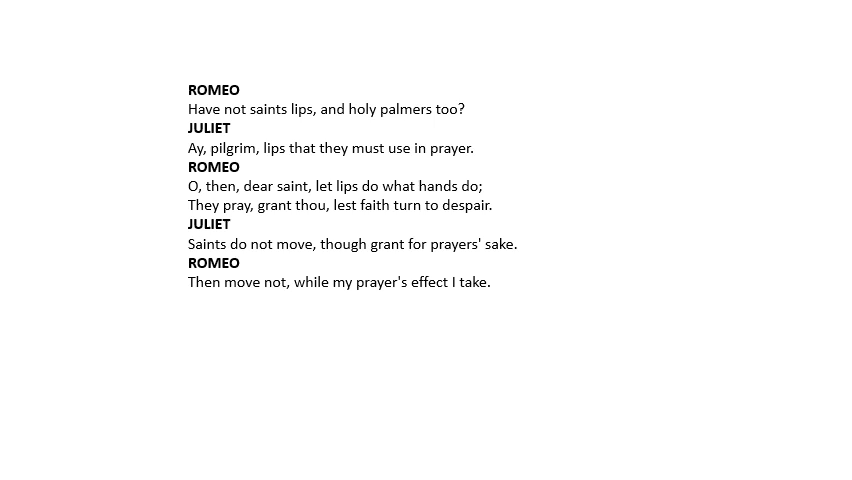 ROMEO
Have not saints lips, and holy palmers too?
JULIET
Ay, pilgrim, lips that they must use in prayer.
ROMEO
O, then, dear saint, let lips do what hands do;
They pray, grant thou, lest faith turn to despair.
JULIET
Saints do not move, though grant for prayers' sake.
ROMEO
Then move not, while my prayer's effect I take.